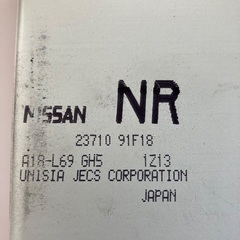 NISSAN NR
23710 91F18
A18-L69 GH5 1Z13
UNISIA JECS CORPORATION
JAPAN